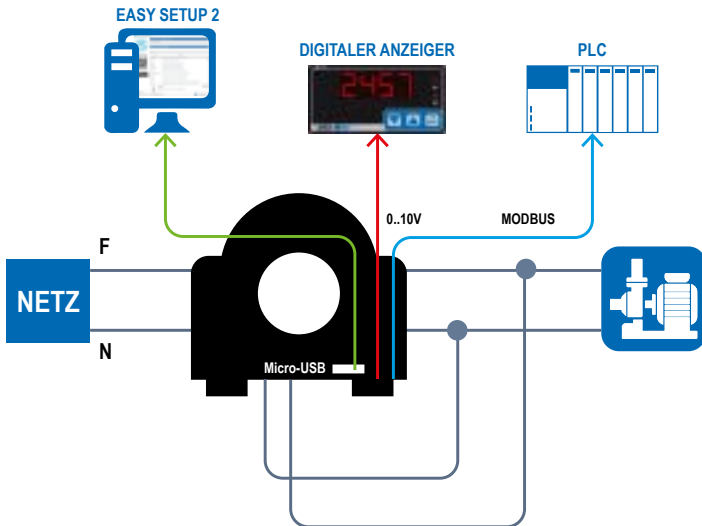 EASY SETUP 2
DIGITALER ANZEIGER
PLC
2457
0..10V
MODBUS
F
NETZ
N
Micro-USB